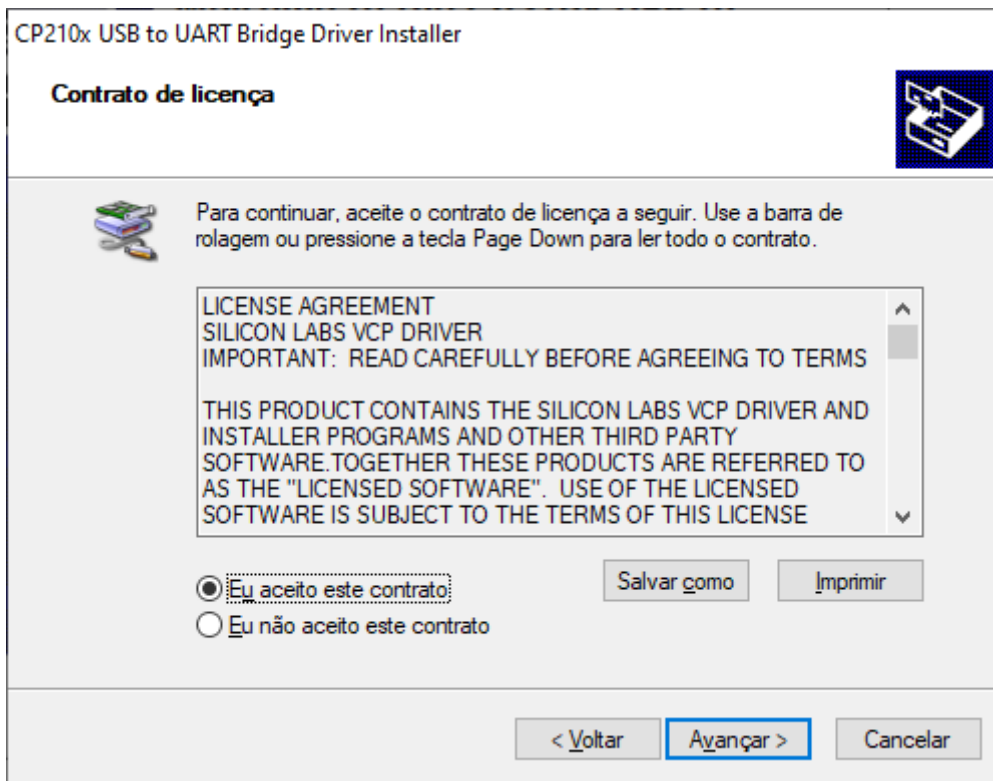 CP210x USB to UART Bridge Driver Installer
Contrato de licença
Para continuar, aceite o contrato de licença a seguir. Use a barra de
rolagem ou pressione a tecla Page Down para ler todo o contrato.
LICENSE AGREEMENT
SILICON LABS VCP DRIVER
IMPORTANT:  READ CAREFULLY BEFORE AGREEING TO TERMS
THIS PRODUCT CONTAINS THE SILICON LABS VCP DRIVER AND
INSTALLER PROGRAMS AND OTHER THIRD PARTY
SOFTWARE.TOGETHER THESE PRODUCTS ARE REFERRED TO
AS THE "LICENSED SOFTWARE".  USE OF THE LICENSED
SOFTWARE IS SUBJECT TO THE TERMS OF THIS LICENSE
Eu aceito este contrato
Salvar como
Imprimir
Eu não aceito este contrato
< Voltar
Avançar >
Cancelar